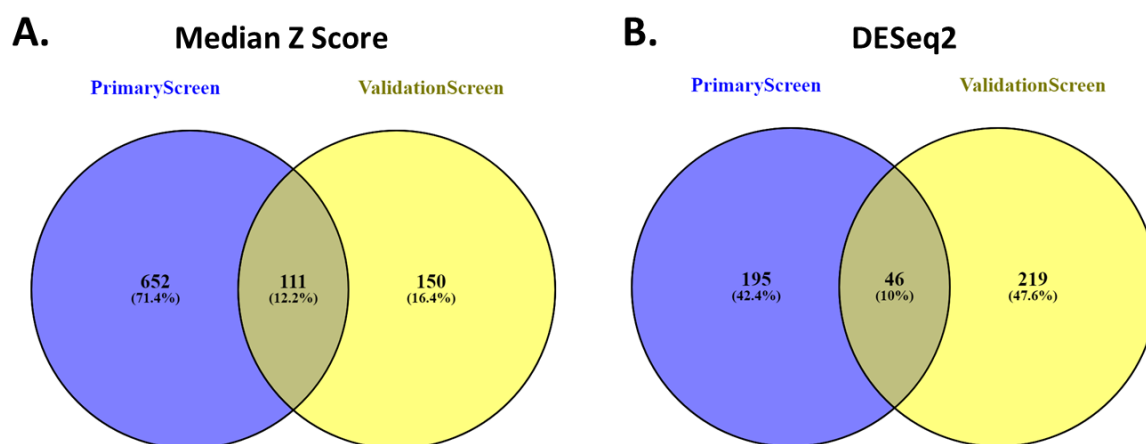 A.
Median Z Score
PrimaryScreen
ValidationScreen
652
(71.4%)
111
(12.2%)
150
(16.4%)
B.
DESeq2
PrimaryScreen
ValidationScreen
195
(42.4%)
46
(10%)
219
(47.6%)